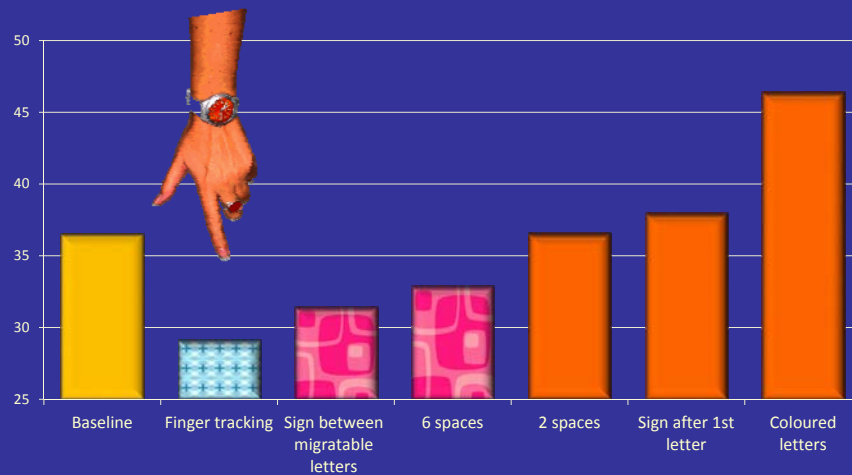 50
45
40
35
30
25
Baseline
Finger tracking
Sign between
migratable
letters
6 spaces
2 spaces
Sign after 1st
letter
Coloured
letters